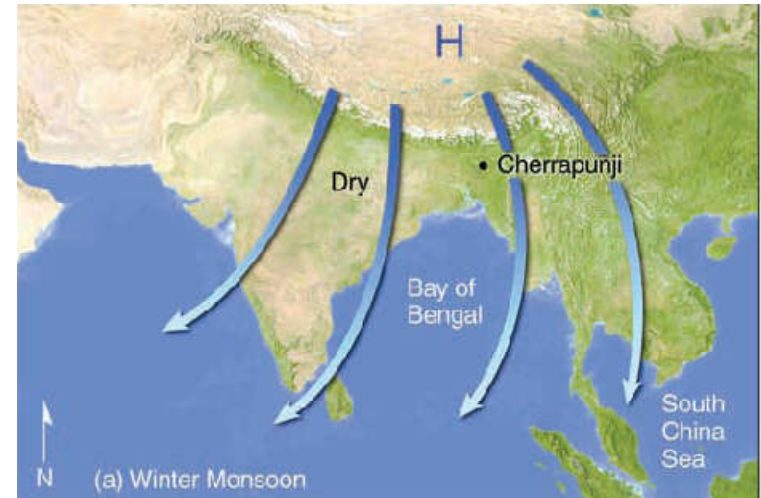 H
Dry
Cherrapunji
Bay of
Bengal
South
China
Sea
N
(a) Winter Monsoon